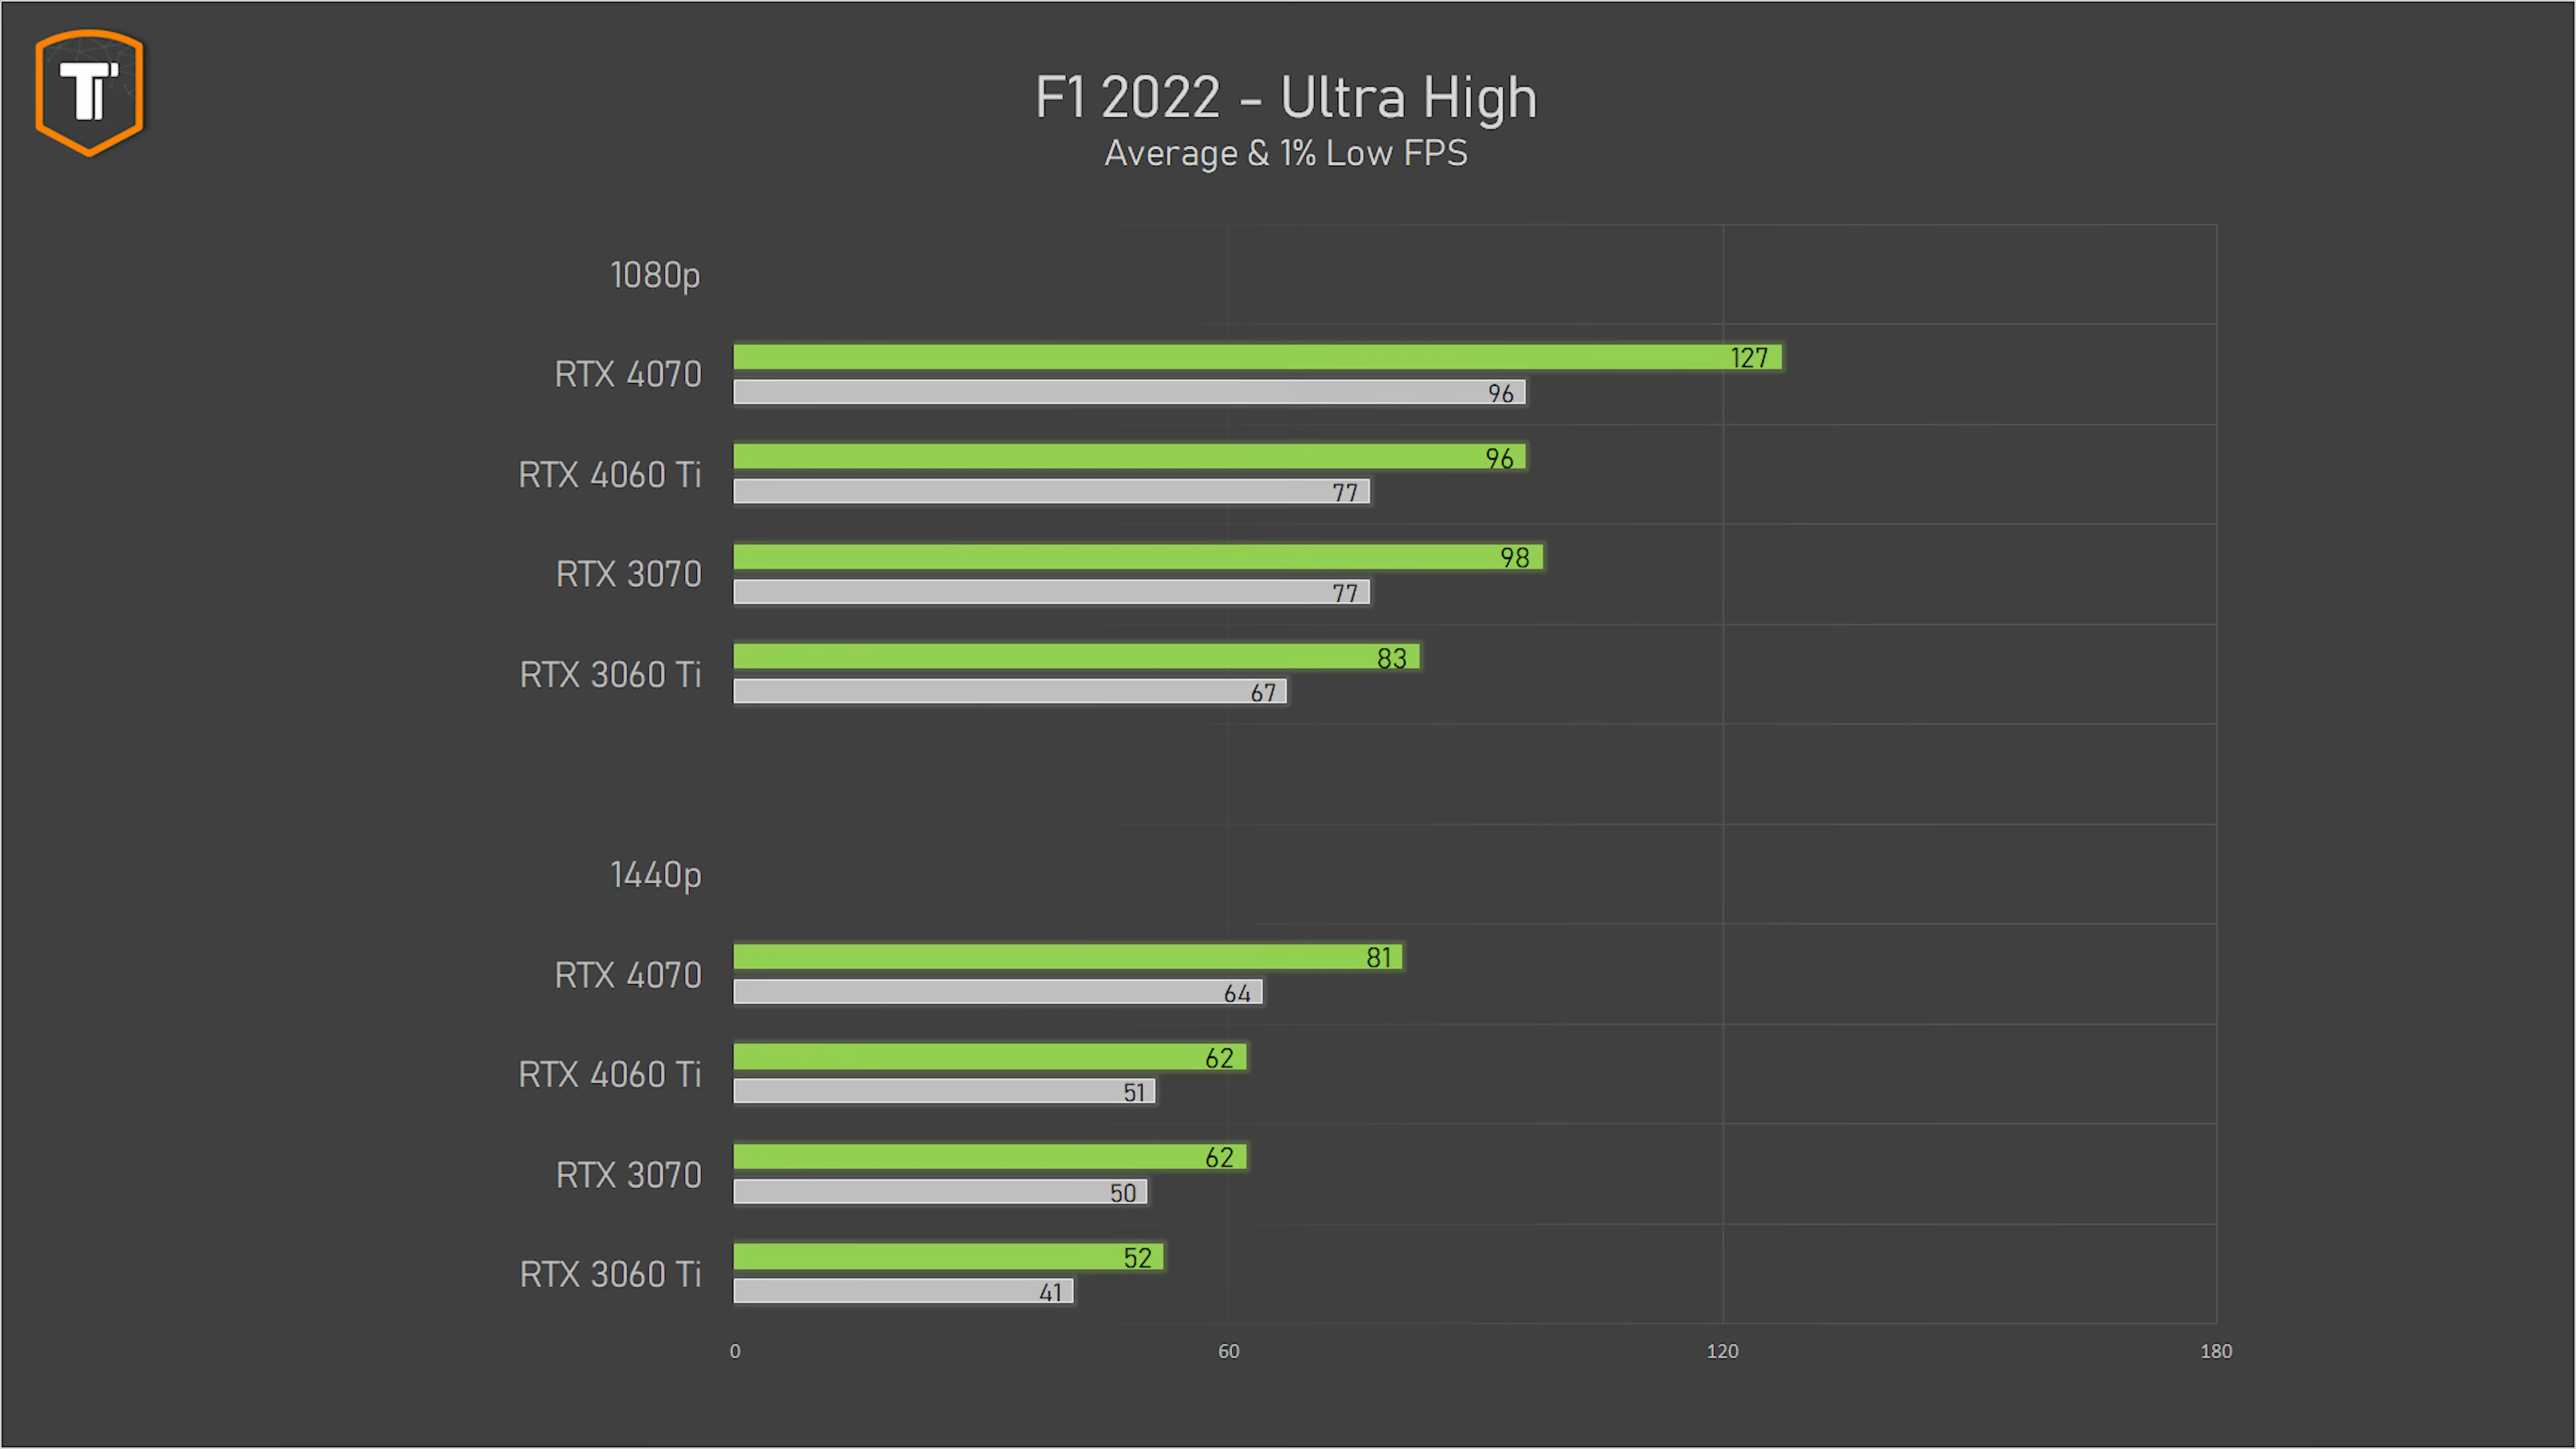 Ti
F1 2022 - Ultra High
Average & 1% Low FPS
1080p
RTX 4070
127
96
RTX 4060 Ti
96
77
RTX 3070
98
77
RTX 3060 Ti
83
67
1440p
RTX 4070
81
64
RTX 4060 Ti
62
51
RTX 3070
62
50
RTX 3060 Ti
52
41
0 60 120 180